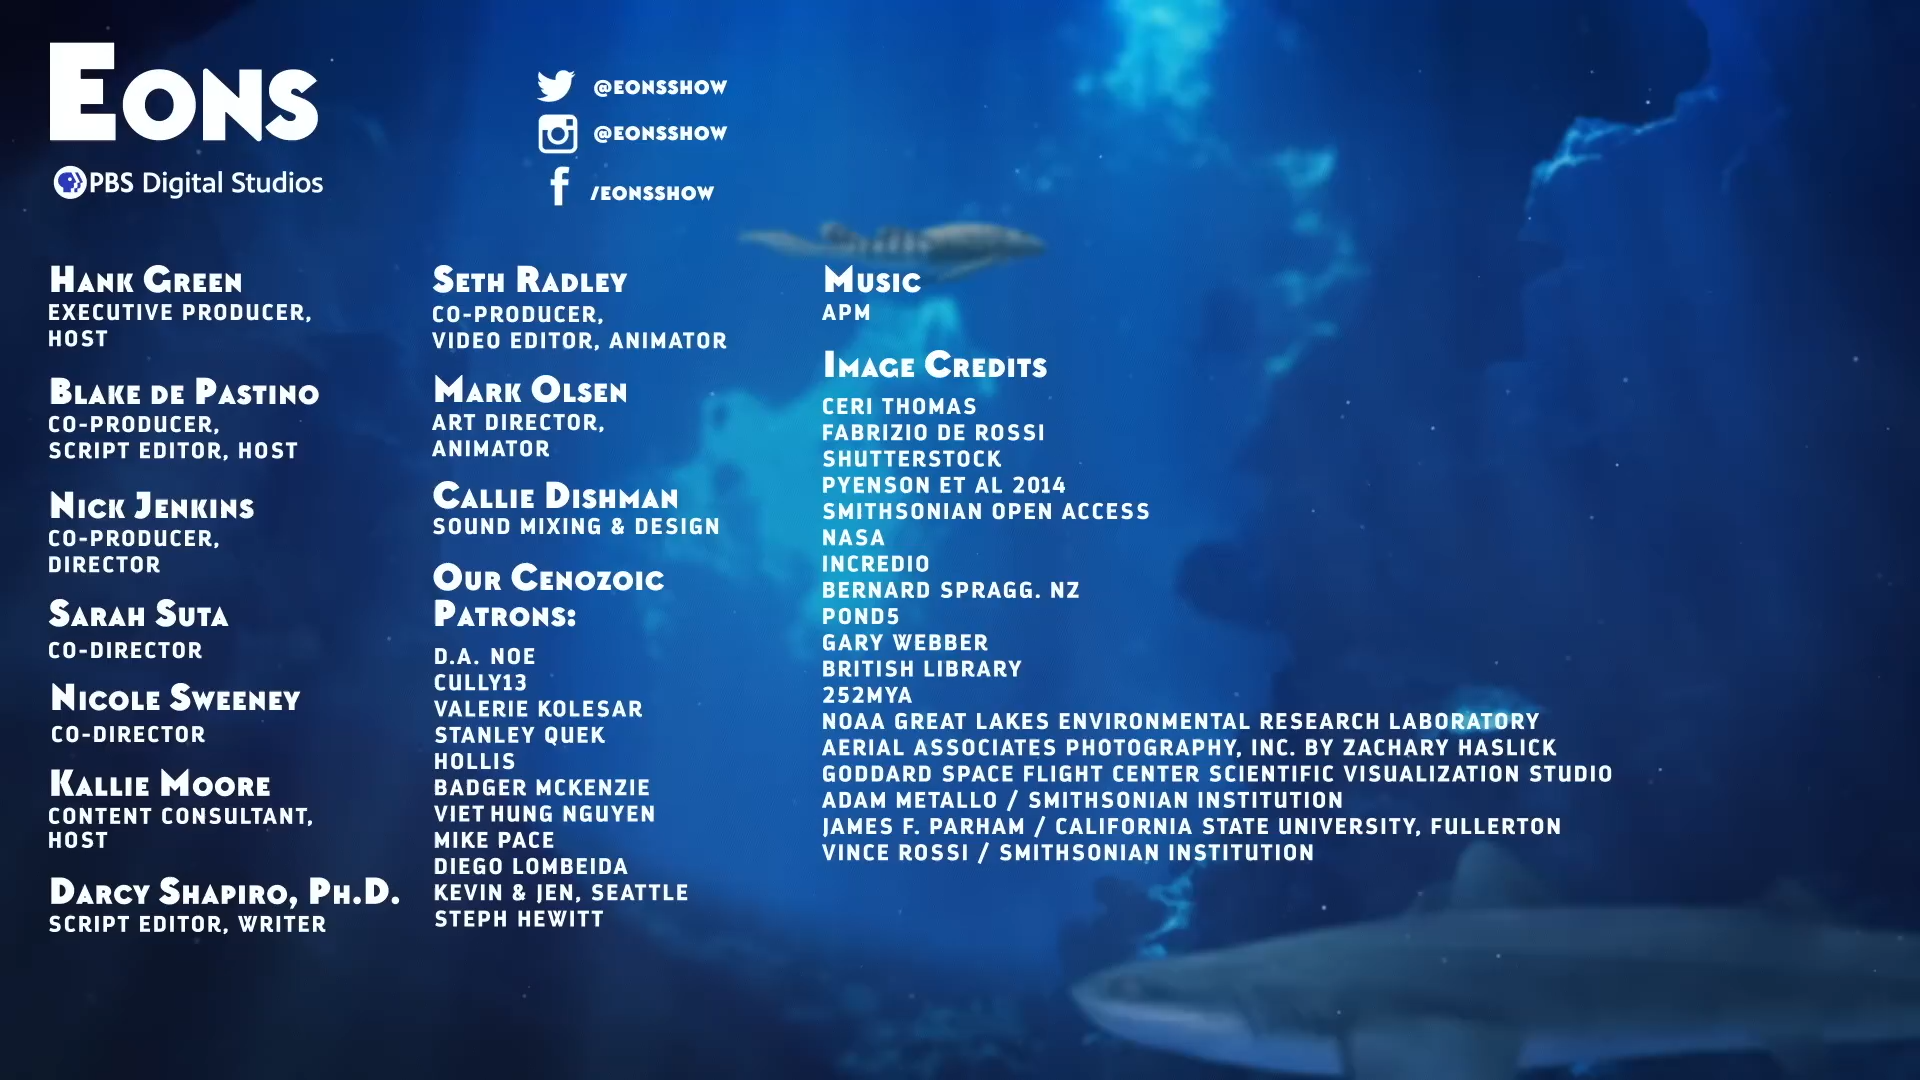 EONS
PBS Digital Studios
@EONSSHOW
@EONSSHOW
/EONSSHOW
HANK GREEN
EXECUTIVE PRODUCER,
HOST
BLAKE DE PASTINO
CO-PRODUCER,
SCRIPT EDITOR, HOST
NICK JENKINS
CO-PRODUCER,
DIRECTOR
SARAH SUTA
CO-DIRECTOR
NICOLE SWEENEY
CO-DIRECTOR
KALLIE MOORE
CONTENT CONSULTANT,
HOST
DARCY SHAPIRO, PH.D.
SCRIPT EDITOR, WRITER
SETH RADLEY
CO-PRODUCER,
VIDEO EDITOR, ANIMATOR
MARK OLSEN
ART DIRECTOR,
ANIMATOR
CALLIE DISHMAN
SOUND MIXING & DESIGN
OUR CENOZOIC
PATRONS:
D.A. NOE
CULLY13
VALERIE KOLESAR
STANLEY QUEK
HOLLIS
BADGER MCKENZIE
VIET HUNG NGUYEN
MIKE PACE
DIEGO LOMBEIDA
KEVIN & JEN, SEATTLE
STEPH HEWITT
MUSIC
APM
IMAGE CREDITS
CERI THOMAS
FABRIZIO DE ROSSI
SHUTTERSTOCK
PYENSON ET AL 2014
SMITHSONIAN OPEN ACCESS
NASA
INCREDIO
BERNARD SPRAGG. NZ
POND5
GARY WEBBER
BRITISH LIBRARY
252MYA
NOAA GREAT LAKES ENVIRONMENTAL RESEARCH LABORATORY
AERIAL ASSOCIATES PHOTOGRAPHY, INC. BY ZACHARY HASLICK
GODDARD SPACE FLIGHT CENTER SCIENTIFIC VISUALIZATION STUDIO
ADAM METALLO / SMITHSONIAN INSTITUTION
JAMES F. PARHAM / CALIFORNIA STATE UNIVERSITY, FULLERTON
VINCE ROSSI / SMITHSONIAN INSTITUTION